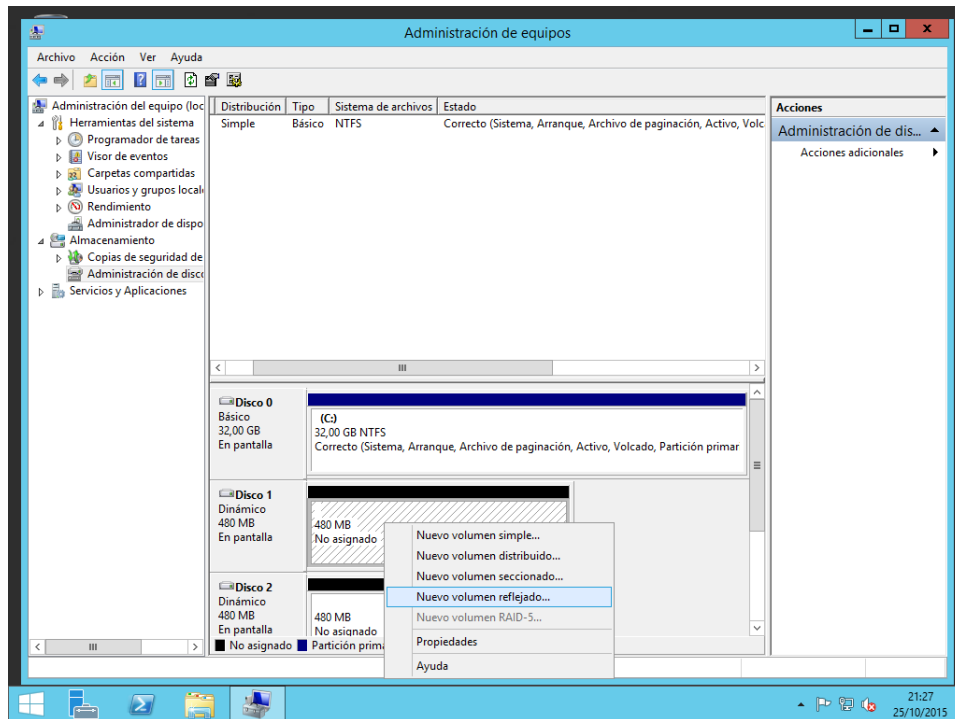 Administración de equipos
Archivo Acción Ver Ayuda
Administración del equipo (loc
Herramientas del sistema
Programador de tareas
Visor de eventos
Carpetas compartidas
Usuarios y grupos local
Rendimiento
Administrador de dispo
Almacenamiento
Copias de seguridad de
Administración de disc
Servicios y Aplicaciones
Distribución Tipo Sistema de archivos Estado
Simple Básico NTFS Correcto (Sistema, Arranque, Archivo de paginación, Activo, Volc
Acciones
Administración de dis...
Acciones adicionales
Disco 0
Básico
32,00 GB
En pantalla
(C:)
32,00 GB NTFS
Correcto (Sistema, Arranque, Archivo de paginación, Activo, Volcado, Partición primar
Disco 1
Dinámico
480 MB
En pantalla
480 MB
No asignado
Disco 2
Dinámico
480 MB
En pantalla
480 MB
No asignado
No asignado Partición prima
Nuevo volumen simple...
Nuevo volumen distribuido...
Nuevo volumen seccionado...
Nuevo volumen reflejado...
Nuevo volumen RAID-5...
Propiedades
Ayuda
21:27
25/10/2015